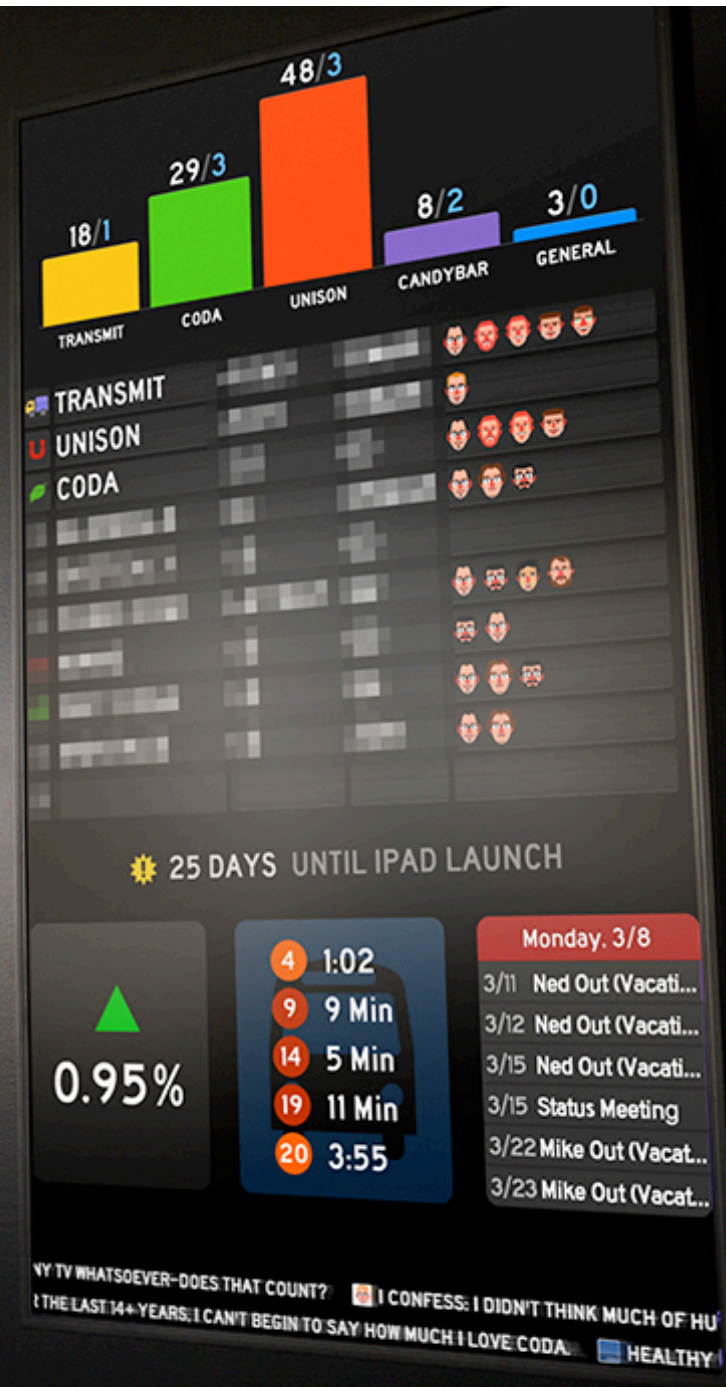 48/3
29/3
18/1
8/2
3/0
TRANSMIT
CODA
UNISON
CANDYBAR
GENERAL
TRANSMIT
UNISON
CODA
25 DAYS UNTIL IPAD LAUNCH
0.95%
4 1:02
9 9 Min
14 5 Min
19 11 Min
20 3:55
Monday, 3/8
3/11 Ned Out (Vacati...
3/12 Ned Out (Vacati...
3/15 Ned Out (Vacati...
3/15 Status Meeting
3/22 Mike Out (Vacat...
3/23 Mike Out (Vacat...
NY TV WHATSOEVER-DOES THAT COUNT? I CONFESS: I DIDN'T THINK MUCH OF HU
THE LAST 14+ YEARS, I CAN'T BEGIN TO SAY HOW MUCH I LOVE CODA. HEALTHY